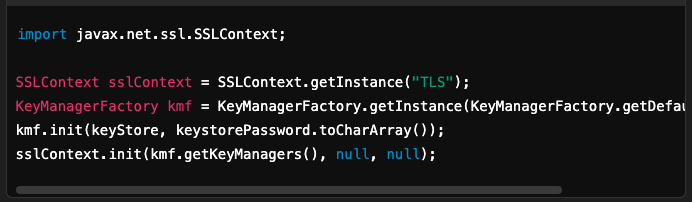 import javax.net.ssl.SSLContext;
SSLContext sslContext = SSLContext.getInstance("TLS");
KeyManagerFactory kmf = KeyManagerFactory.getInstance(KeyManagerFactory.getDefau
kmf.init(keyStore, keystorePassword.toCharArray());
sslContext.init(kmf.getKeyManagers(), null, null);